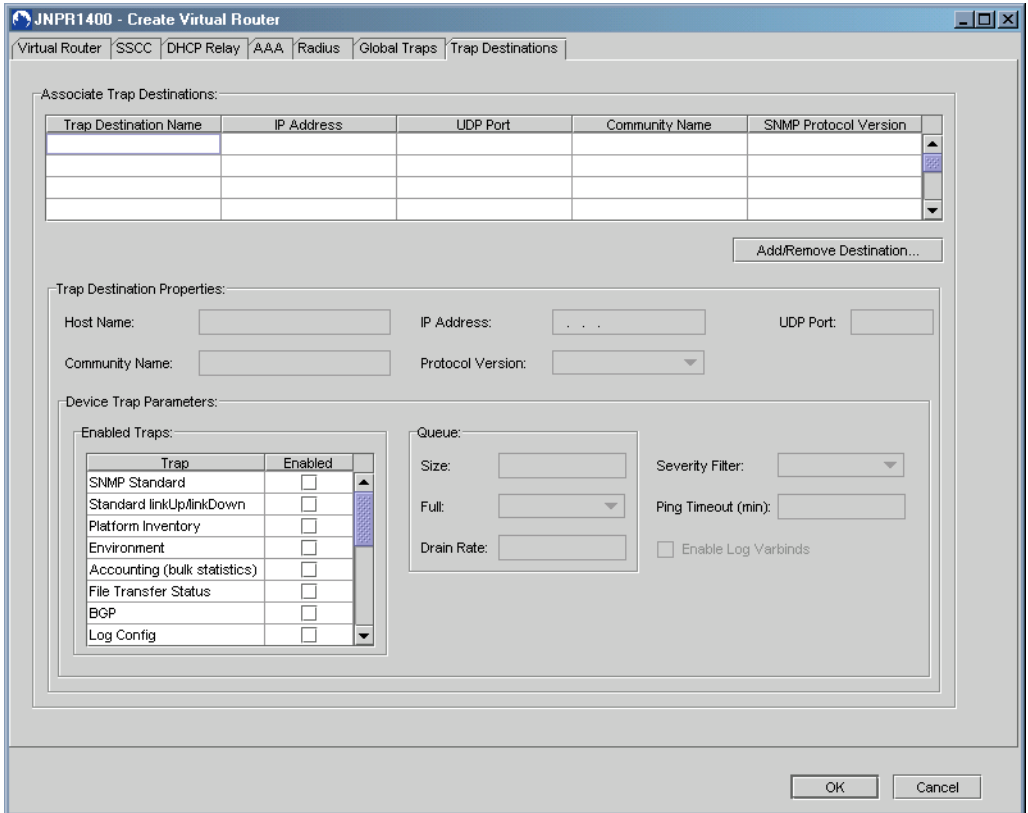 JNPR1400 - Create Virtual Router
Virtual Router SSCC DHCP Relay AAA Radius Global Traps Trap Destinations
Associate Trap Destinations:
Trap Destination Name IP Address UDP Port Community Name SNMP Protocol Version
Add/Remove Destination...
Trap Destination Properties:
Host Name: IP Address: . . . UDP Port:
Community Name: Protocol Version:
Device Trap Parameters:
Enabled Traps: Queue:
Trap Enabled
Size: Severity Filter:
SNMP Standard
Standard linkUp/linkDown
Full: Ping Timeout (min):
Platform Inventory
Environment
Drain Rate: Enable Log Varbinds
Accounting (bulk statistics)
File Transfer Status
BGP
Log Config
OK Cancel